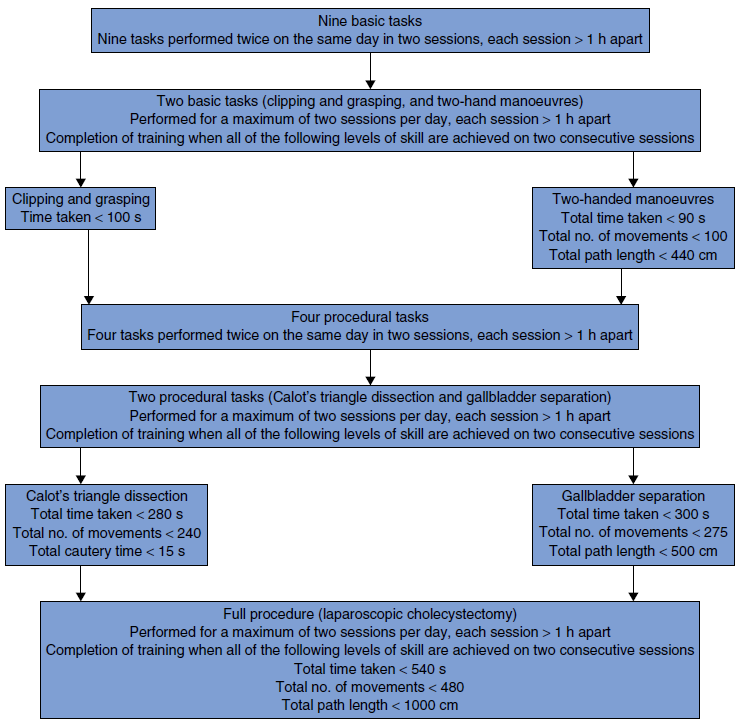 Nine basic tasks
Nine tasks performed twice on the same day in two sessions, each session > 1 h apart
Two basic tasks (clipping and grasping, and two-hand manoeuvres)
Performed for a maximum of two sessions per day, each session > 1 h apart
Completion of training when all of the following levels of skill are achieved on two consecutive sessions
Clipping and grasping
Time taken < 100 s
Two-handed manoeuvres
Total time taken < 90 s
Total no. of movements < 100
Total path length < 440 cm
Four procedural tasks
Four tasks performed twice on the same day in two sessions, each session > 1 h apart
Two procedural tasks (Calot's triangle dissection and gallbladder separation)
Performed for a maximum of two sessions per day, each session > 1 h apart
Completion of training when all of the following levels of skill are achieved on two consecutive sessions
Calot's triangle dissection
Total time taken < 280 s
Total no. of movements < 240
Total cautery time < 15 s
Gallbladder separation
Total time taken < 300 s
Total no. of movements < 275
Total path length < 500 cm
Full procedure (laparoscopic cholecystectomy)
Performed for a maximum of two sessions per day, each session > 1 h apart
Completion of training when all of the following levels of skill are achieved on two consecutive sessions
Total time taken < 540 s
Total no. of movements < 480
Total path length < 1000 cm